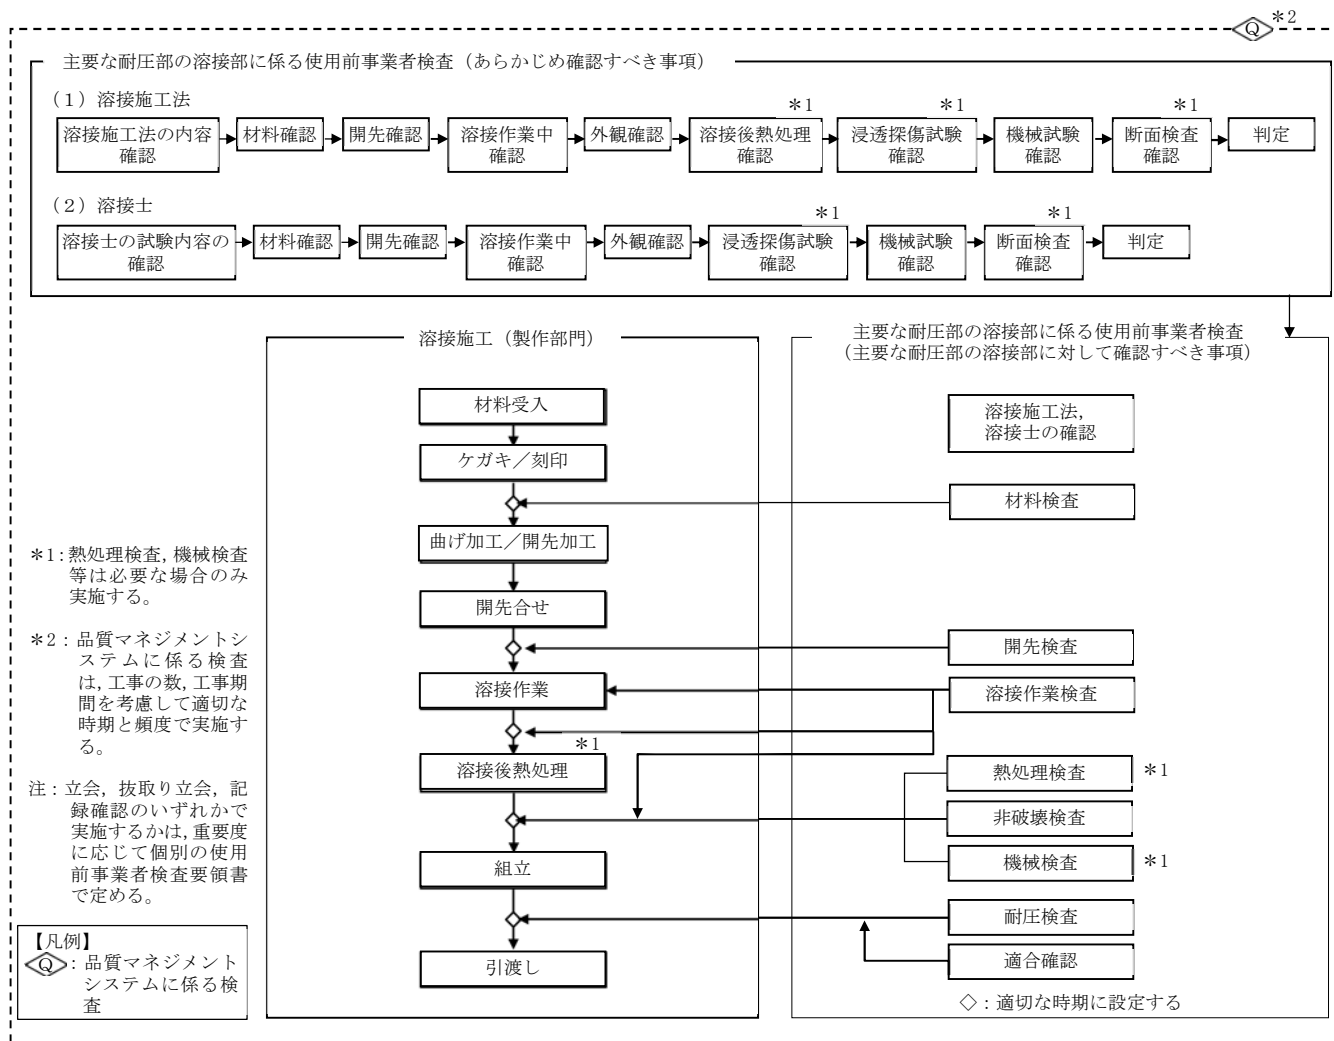 Q *2
主要な耐圧部の溶接部に係る使用前事業者検査(あらかじめ確認すべき事項)
(1)溶接施工法
*1
*1
*1
溶接施工法の内容
確認
材料確認
開先確認
溶接作業中
確認
外観確認
溶接後熱処理
確認
浸透探傷試験
確認
機械試験
確認
断面検査
確認
判定
(2)溶接士
*1
*1
溶接士の試験内容の
確認
材料確認
開先確認
溶接作業中
確認
外観確認
浸透探傷試験
確認
機械試験
確認
断面検査
確認
判定
溶接施工(製作部門)
材料受入
ケガキ/刻印
曲げ加工/開先加工
開先合せ
溶接作業
*1
溶接後熱処理
組立
引渡し
主要な耐圧部の溶接部に係る使用前事業者検査
(主要な耐圧部の溶接部に対して確認すべき事項)
溶接施工法,
溶接士の確認
材料検査
開先検査
溶接作業検査
熱処理検査 *1
非破壊検査
機械検査 *1
耐圧検査
適合確認
◇:適切な時期に設定する
*1:熱処理検査,機械検査
等は必要な場合のみ
実施する。
*2:品質マネジメントシ
ステムに係る検査
は,工事の数,工事期
間を考慮して適切な
時期と頻度で実施す
る。
注:立会,抜取り立会,記
録確認のいずれかで
実施するかは,重要度
に応じて個別の使用
前事業者検査要領書
で定める。
【凡例】
Q:品質マネジメント
システムに係る検
査